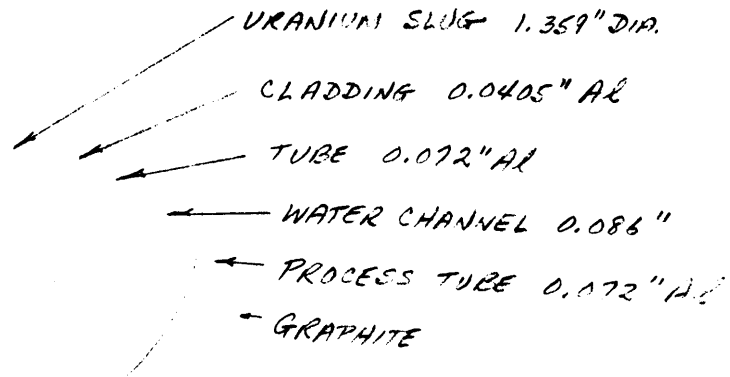 URANIUM SLUG 1.359" DIA.
CLADDING 0.0405" Al
TUBE 0.072" Al
WATER CHANNEL 0.086"
PROCESS TUBE 0.072" Al
GRAPHITE